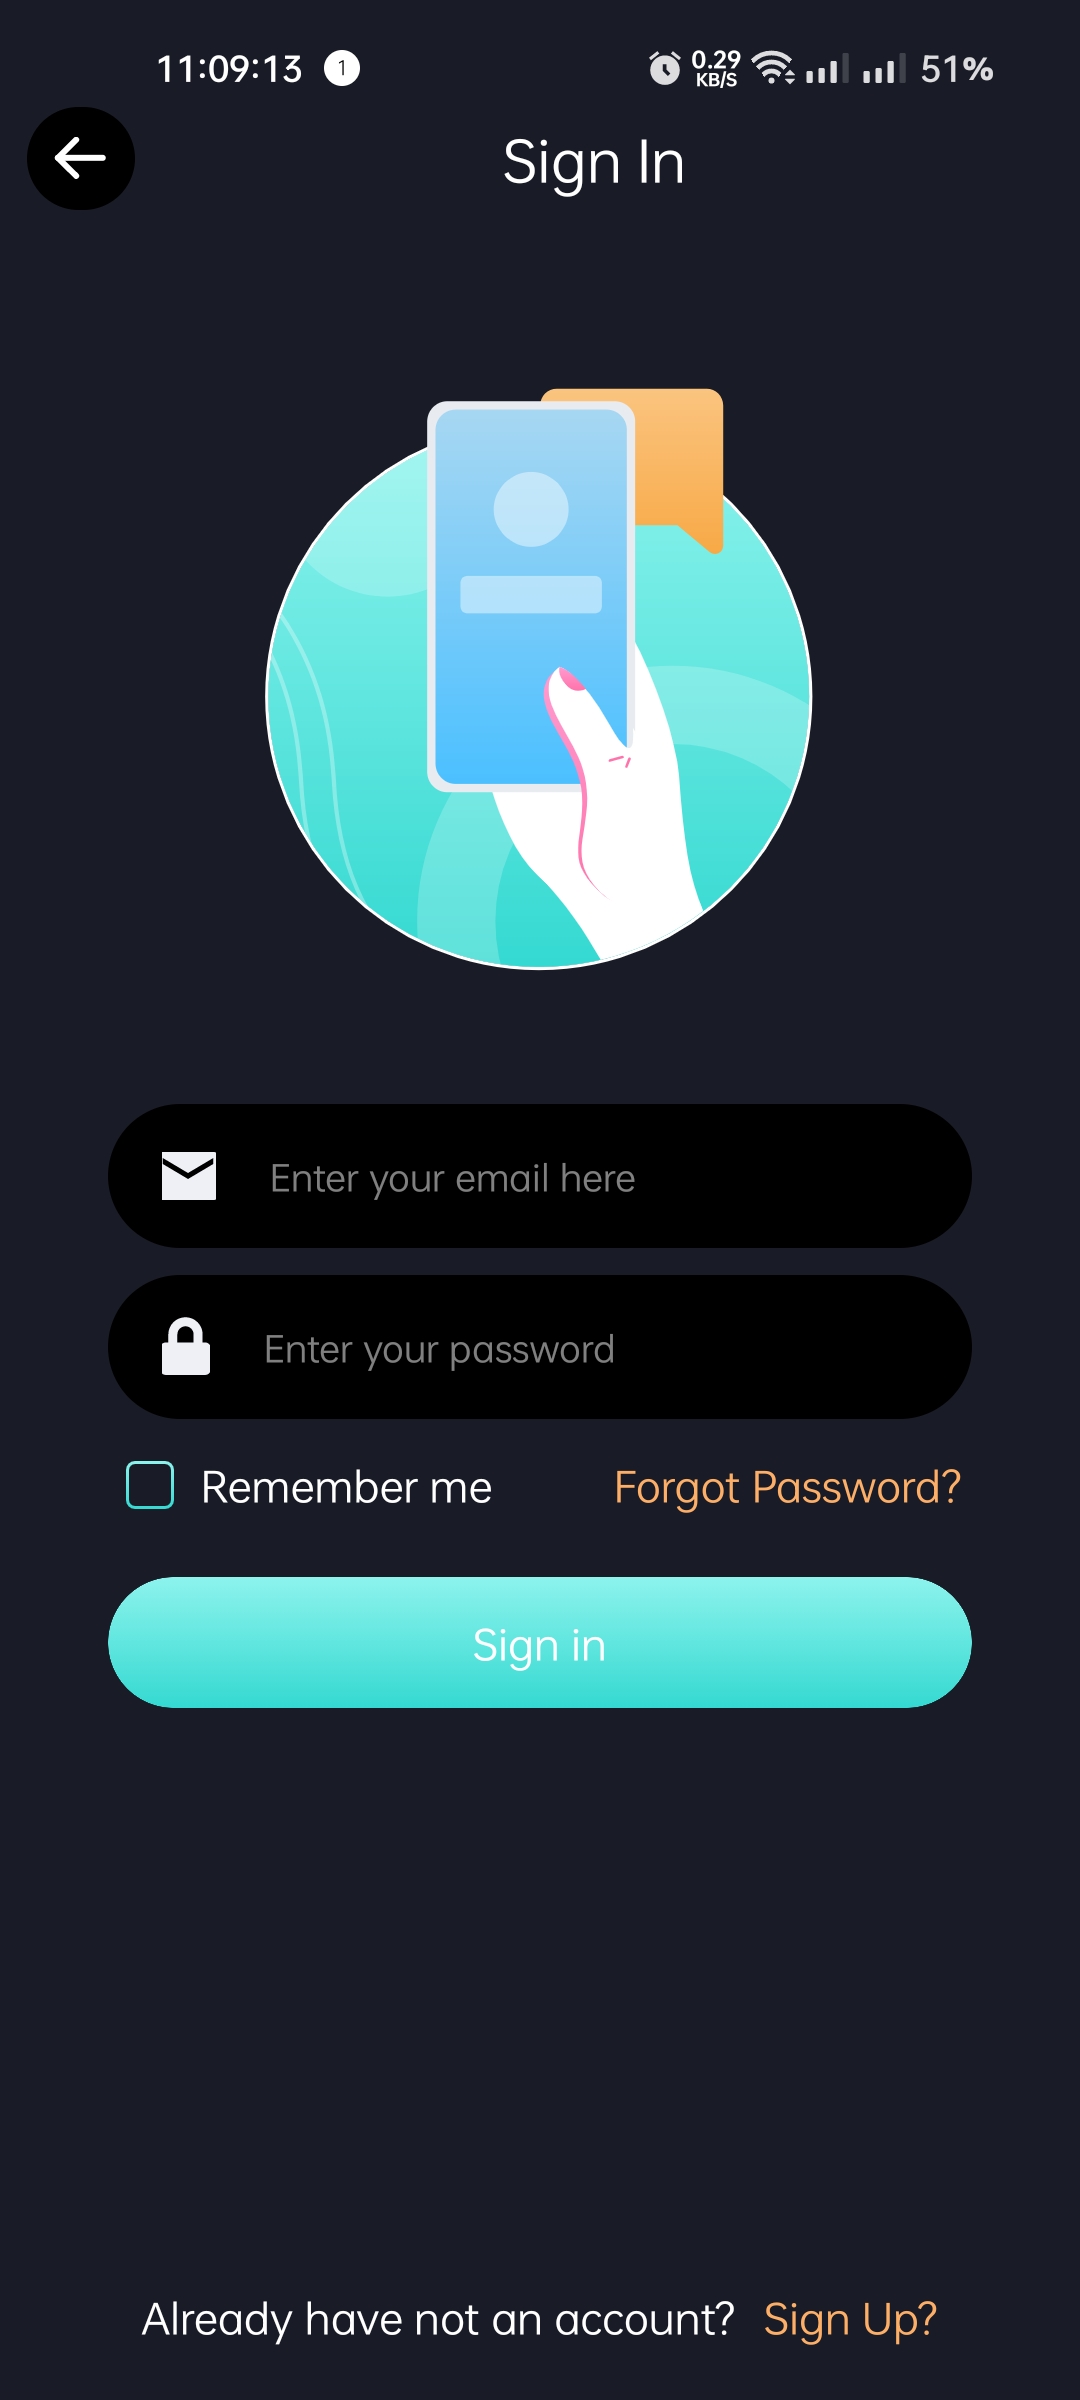 11:09:13 1 0.29 KB/S 51%
Sign In
Enter your email here
Enter your password
Remember me Forgot Password?
Sign in
Already have not an account? Sign Up?